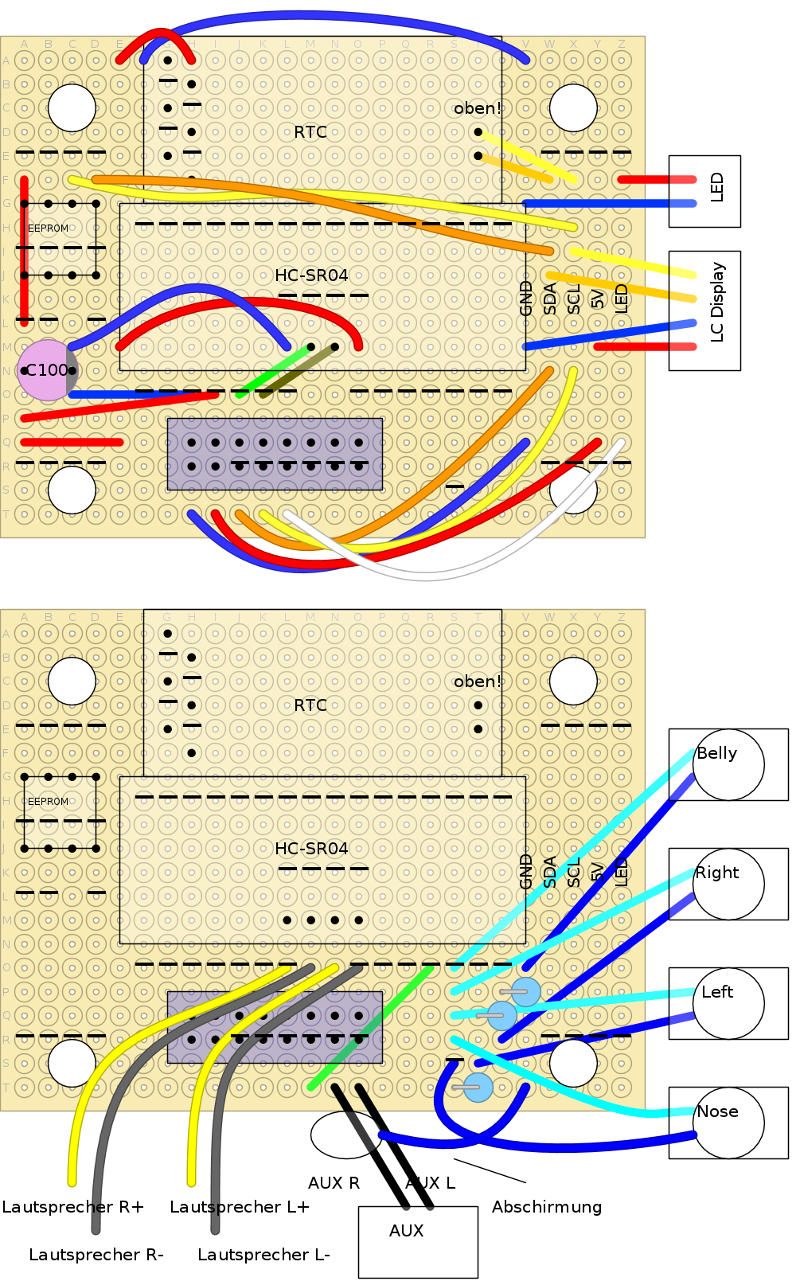 A B C D E F G H I J K L M N O P Q R S T U V W X Y Z
A
B
C
oben!
D
RTC
E
F
LED
G
EEPROM
I
HC-SR04
J
K
GND SDA SCL 5V LED
LC Display
L
M
C100
N
O
P
Q
R
S
T
A B C D E F G H I J K L M N O P Q R S T U V W X Y Z
A
B
C
oben!
D
RTC
E
Belly
F
G
EEPROM
H
I
HC-SR04
J
K
GND SDA SCL 5V LED
Right
L
M
N
O
P
Left
Q
R
S
T
Nose
AUX R
AUX L
Lautsprecher R+
Lautsprecher L+
Abschirmung
AUX
Lautsprecher R-
Lautsprecher L-